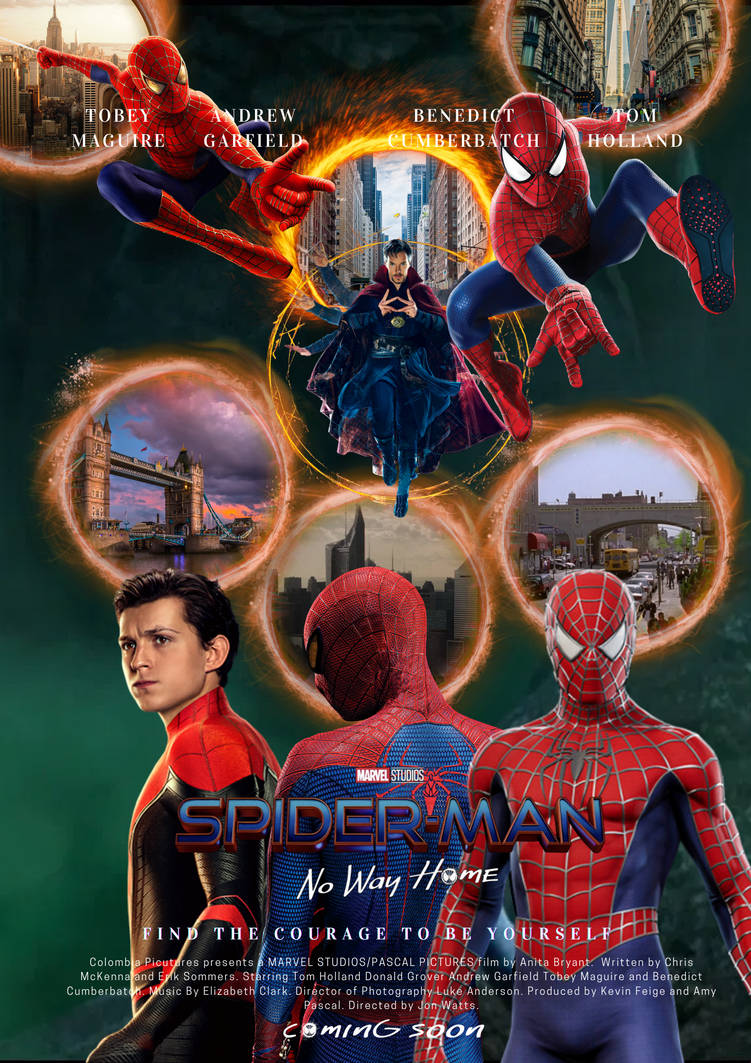 TOBEY MAGUIRE
ANDREW GARFIELD
BENEDICT CUMBERBATCH
TOM HOLLAND
MARVEL STUDIOS
SPIDER-MAN
No Way Home
FIND THE COURAGE TO BE YOURSELF
Colombia Picutures presents a MARVEL STUDIOS/PASCAL PICTURES film by Anita Bryant. Written by Chris
McKenna and Erik Sommers. Starring Tom Holland Donald Grover Andrew Garfield Tobey Maguire and Benedict
Cumberbatch. Music By Elizabeth Clark. Director of Photography Luke Anderson. Produced by Kevin Feige and Amy
Pascal. Directed by Jon Watts.
cominG soon